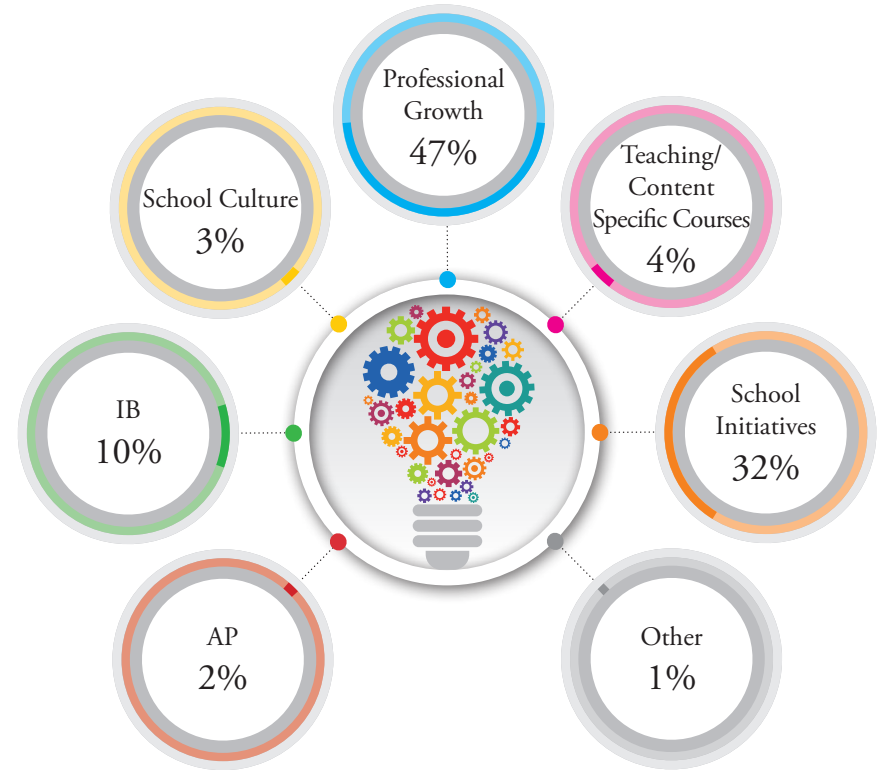 Professional
Growth
47%
Teaching/
Content
Specific Courses
4%
School Culture
3%
School
Initiatives
32%
IB
10%
AP
2%
Other
1%